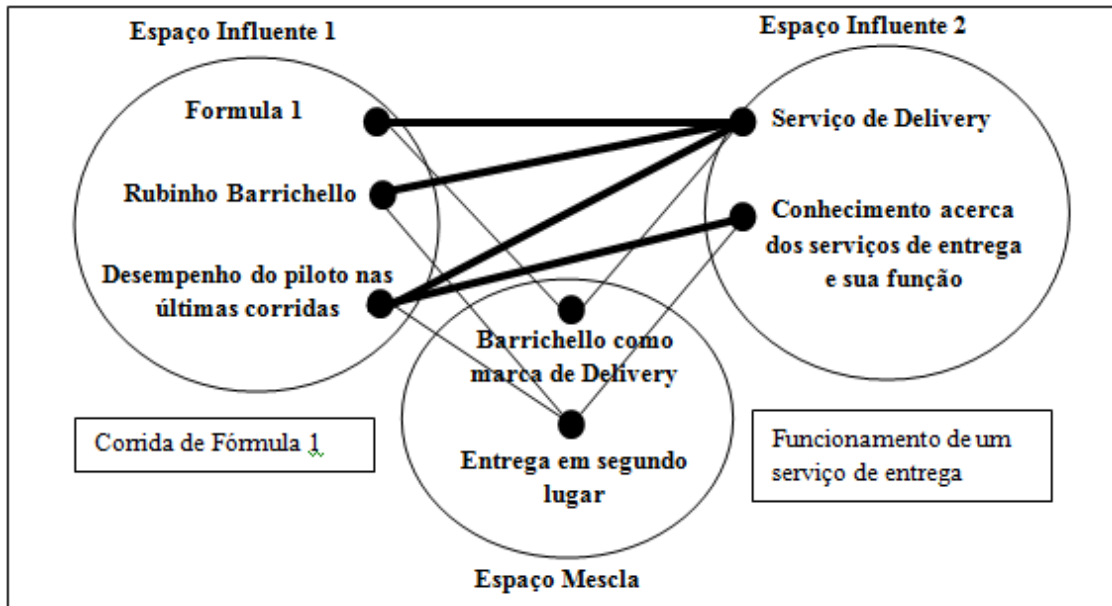 Espaço Influente 1
Formula 1
Rubinho Barrichello
Desempenho do piloto nas
últimas corridas
Corrida de Fórmula 1
Espaço Influente 2
Serviço de Delivery
Conhecimento acerca
dos serviços de entrega
e sua função
Funcionamento de um
serviço de entrega
Barrichello como
marca de Delivery
Entrega em segundo
lugar
Espaço Mescla